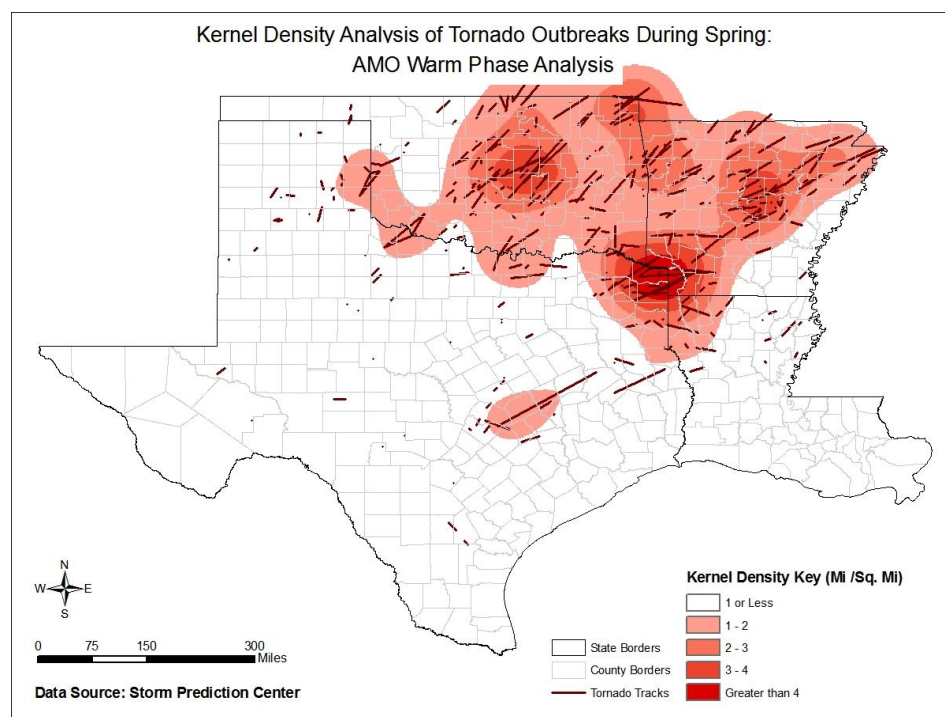 Kernel Density Analysis of Tornado Outbreaks During Spring:
AMO Warm Phase Analysis
N
W E
S
0 75 150 300
Miles
Data Source: Storm Prediction Center
State Borders
County Borders
Tornado Tracks
Kernel Density Key (Mi /Sq. Mi)
1 or Less
1 - 2
2 - 3
3 - 4
Greater than 4